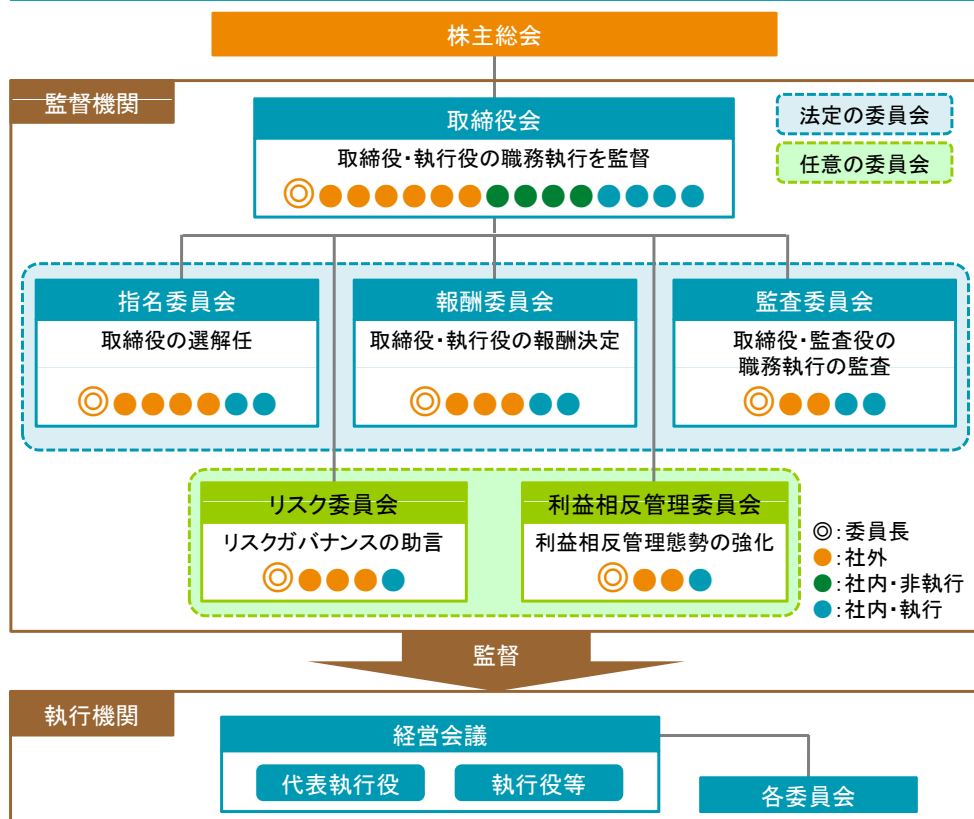 株主総会
監督機関
取締役会
取締役・執行役の職務執行を監督
法定の委員会
任意の委員会
指名委員会
取締役の選解任
報酬委員会
取締役・執行役の報酬決定
監査委員会
取締役・監査役の
職務執行の監査
リスク委員会
リスクガバナンスの助言
利益相反管理委員会
利益相反管理態勢の強化
◎:委員長
●:社外
●:社内・非執行
●:社内・執行
監督
執行機関
経営会議
代表執行役
執行役等
各委員会